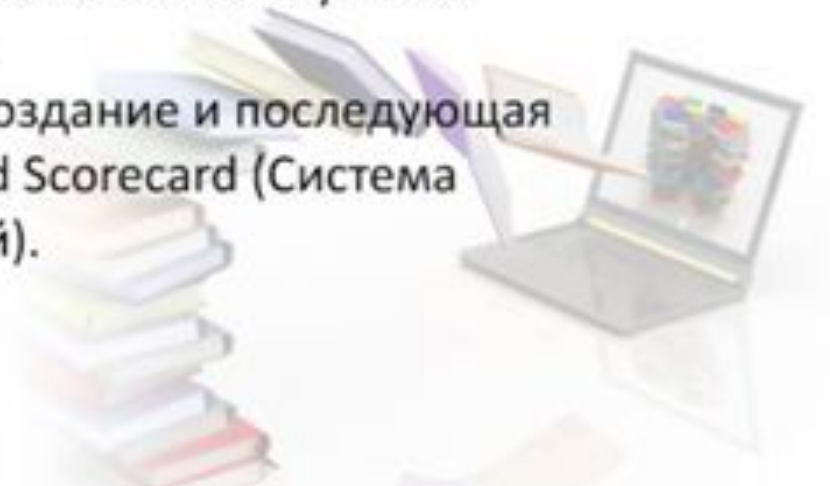 оздание и последующая
d Scorecard (Система
й).